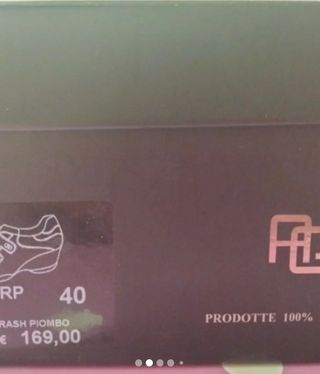 RP 40
RASH PIOMBO
€ 169,00
PRODOTTE 100%